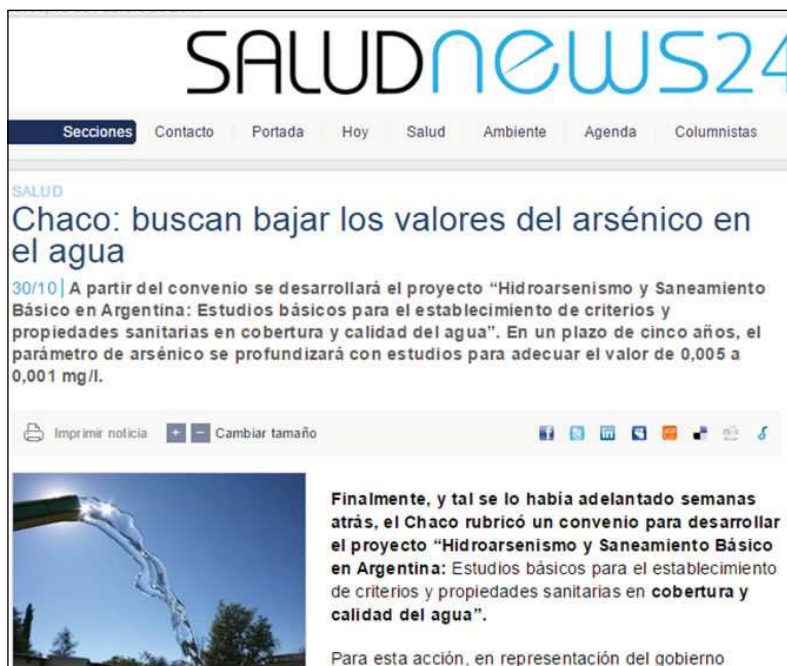 SALUDNEWS24
Secciones Contacto Portada Hoy Salud Ambiente Agenda Columnistas
SALUD
Chaco: buscan bajar los valores del arsénico en
el agua
30/10| A partir del convenio se desarrollará el proyecto “Hidroarsenismo y Saneamiento
Básico en Argentina: Estudios básicos para el establecimiento de criterios y
propiedades sanitarias en cobertura y calidad del agua”. En un plazo de cinco años, el
parámetro de arsénico se profundizará con estudios para adecuar el valor de 0,005 a
0,001 mg/l.
Imprimir noticia + - Cambiar tamaño
Finalmente, y tal se lo había adelantado semanas
atrás, el Chaco rubricó un convenio para desarrollar
el proyecto “Hidroarsenismo y Saneamiento Básico
en Argentina: Estudios básicos para el establecimiento
de criterios y propiedades sanitarias en cobertura y
calidad del agua”.
Para esta acción, en representación del gobierno